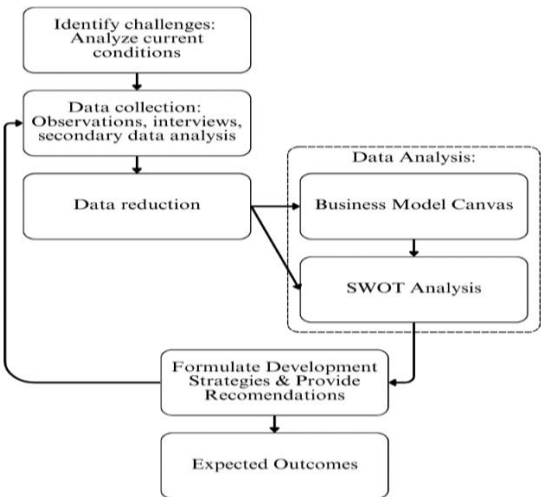 Identify challenges:
Analyze current
conditions
Data collection:
Observations, interviews,
secondary data analysis
Data reduction
Data Analysis:
Business Model Canvas
SWOT Analysis
Formulate Development
Strategies & Provide
Recomendations
Expected Outcomes